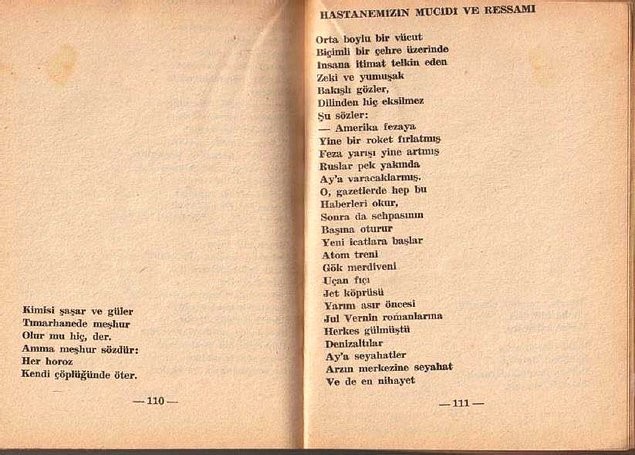 Kimisi şaşar ve güler
Tımarhanede meşhur
Olur mu hiç, der.
Amma meşhur sözdür:
Her horoz
Kendi çöplüğünde öter.
— 110 —
HASTANEMIZIN MUCIDI VE RESSAMI
Orta boylu bir vücut
Biçimli bir çehre üzerinde
Insana itimat telkin eden
Zeki ve yumuşak
Bakışlı gözler,
Dilinden hiç eksilmez
Şu sözler:
— Amerika fezaya
Yine bir roket fırlatmış
Feza yarışı yine artmış
Ruslar pek yakında
Ay'a varacaklarmış.
O, gazetlerde hep bu
Haberleri okur,
Sonra da sehpasının
Başına oturur
Yeni icatlara başlar
Atom treni
Gök merdiveni
Uçan fıçı
Jet köprüsü
Yarım asır öncesi
Jul Vernin romanlarına
Herkes gülmüştü
Denizaltılar
Ay'a seyahatler
Arzın merkezine seyahat
Ve de en nihayet
— 111 —